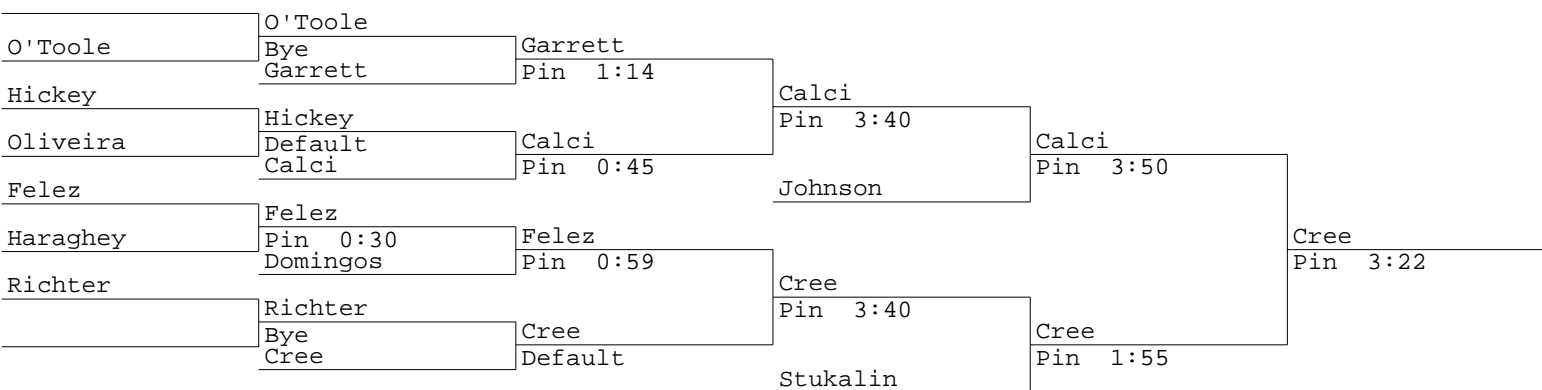 O'Toole
O'Toole
Bye
Garrett
Garrett
Pin 1:14
Hickey
Oliveira
Hickey
Default
Calci
Calci
Pin 0:45
Calci
Pin 3:40
Johnson
Calci
Pin 3:50
Felez
Haraghey
Felez
Pin 0:30
Domingos
Felez
Pin 0:59
Richter
Richter
Bye
Cree
Cree
Default
Cree
Pin 3:40
Stukalin
Cree
Pin 1:55
Cree
Pin 3:22